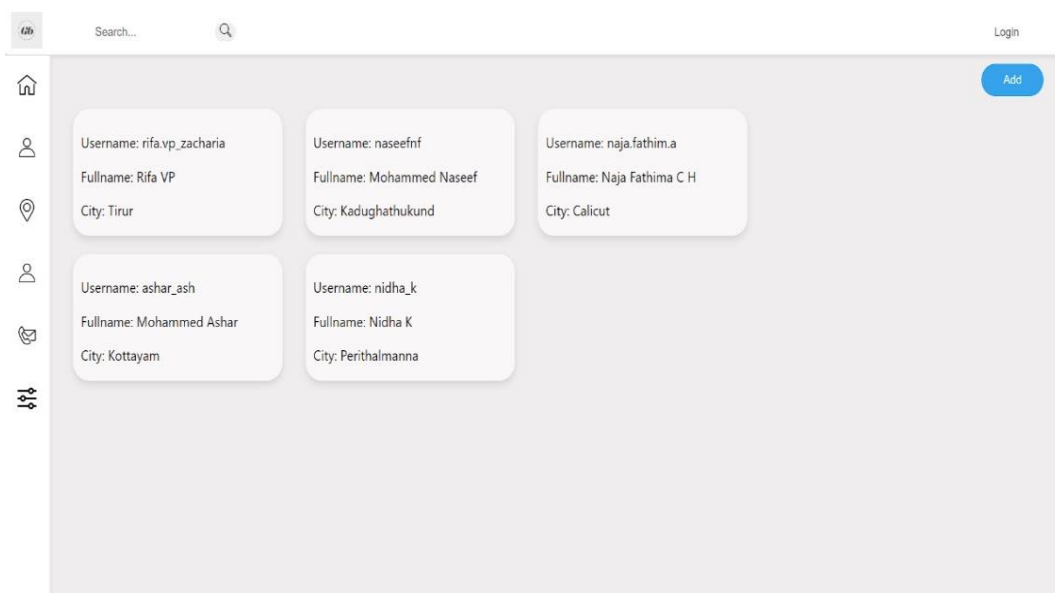 Search...
Login
Add
Username: rifa.vp_zacharia
Fullname: Rifa VP
City: Tirur
Username: naseefnf
Fullname: Mohammed Naseef
City: Kadughathukund
Username: naja.fathim.a
Fullname: Naja Fathima C H
City: Calicut
Username: ashar_ash
Fullname: Mohammed Ashar
City: Kottayam
Username: nidha_k
Fullname: Nidha K
City: Perithalmanna